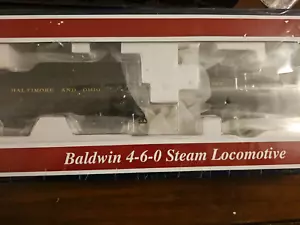 BALTIMORE AND OHIO
Baldwin 4-6-0 Steam Locomotive